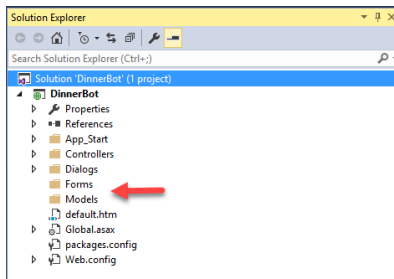 Solution Explorer
Search Solution Explorer (Ctrl+;)
Solution 'DinnerBot' (1 project)
DinnerBot
Properties
References
App_Start
Controllers
Dialogs
Forms
Models
default.htm
Global.asax
packages.config
Web.config